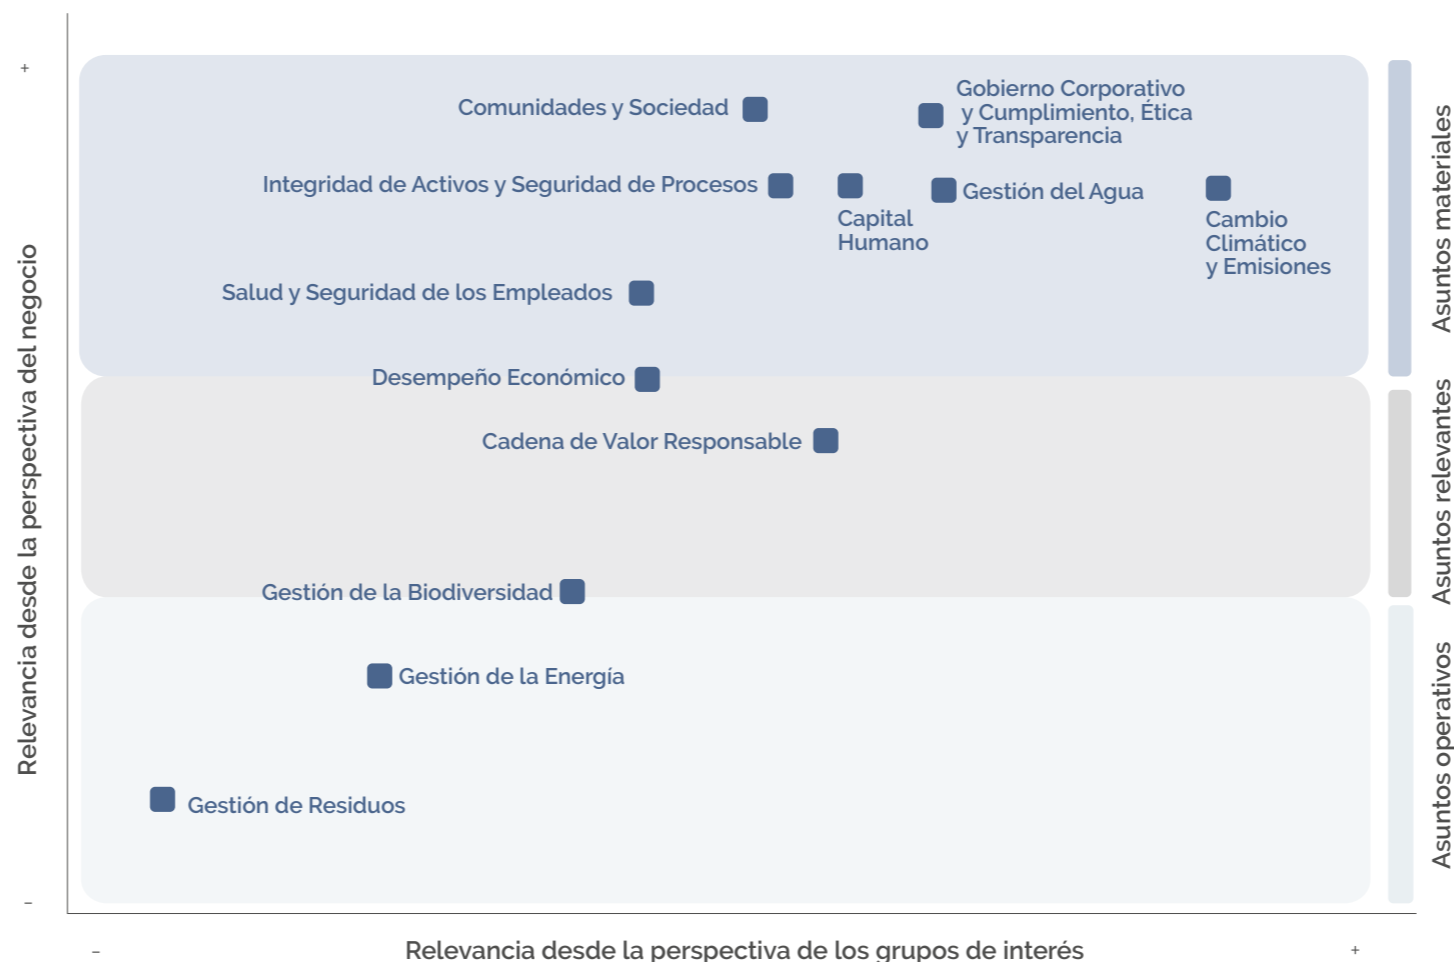 +
Relevancia desde la perspectiva del negocio
–
Comunidades y Sociedad
Gobierno Corporativo
y Cumplimiento, Ética
y Transparencia
Integridad de Activos y Seguridad de Procesos
Capital
Humano
Gestión del Agua
Cambio
Climático
y Emisiones
Salud y Seguridad de los Empleados
Desempeño Económico
Cadena de Valor Responsable
Gestión de la Biodiversidad
Gestión de la Energía
Gestión de Residuos
Asuntos materiales
Asuntos relevantes
Asuntos operativos
–
Relevancia desde la perspectiva de los grupos de interés
+